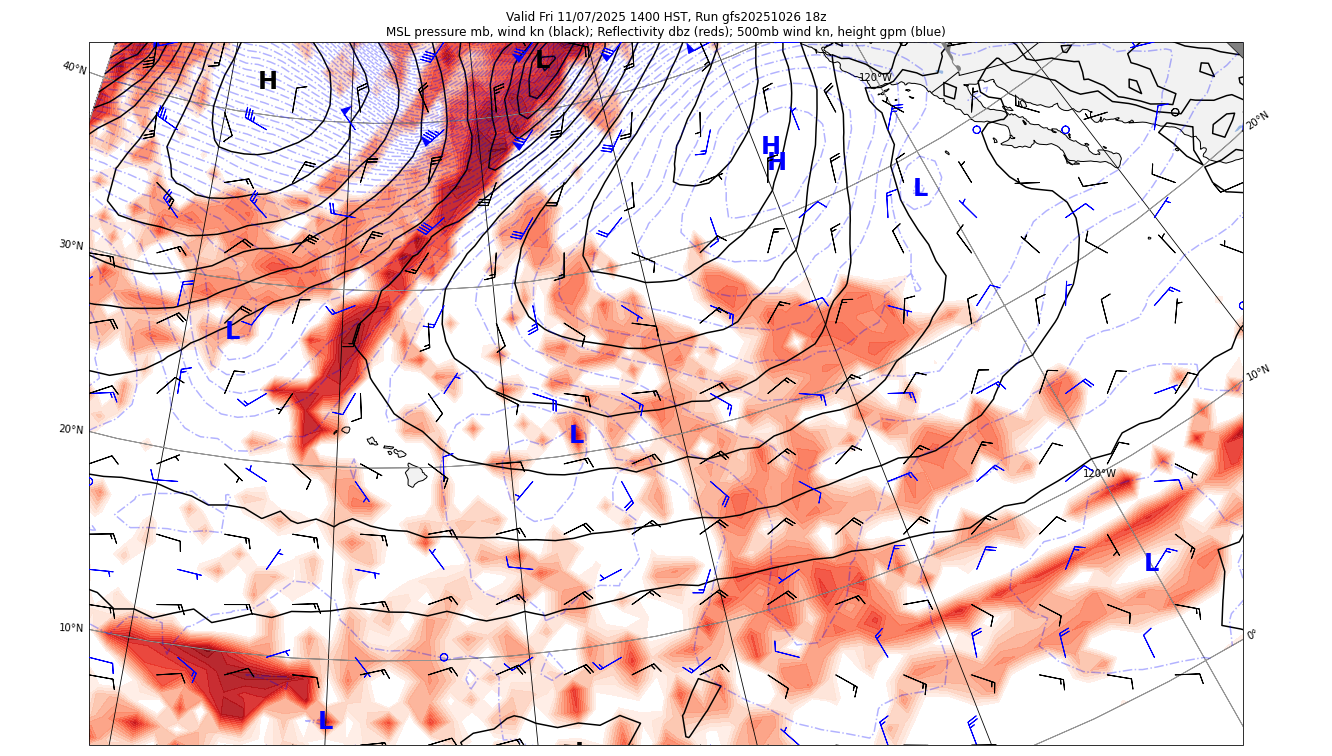 Valid Fri 11/07/2025 1400 HST, Run gfs20251026 18z
MSL pressure mb, wind kn (black); Reflectivity dbz (reds); 500mb wind kn, height gpm (blue)
L
40°N
H
120°W
20°N
H
H
L
30°N
L
10°N
20°N
L
120°W
L
10°N
0°
L